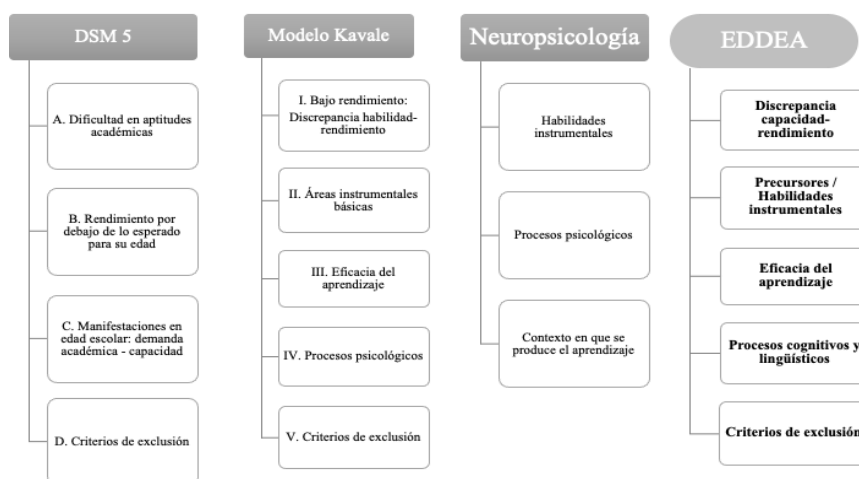 DSM 5
A. Dificultad en aptitudes
académicas
B. Rendimiento por
debajo de lo esperado
para su edad
C. Manifestaciones en
edad escolar: demanda
académica - capacidad
D. Criterios de exclusión
Modelo Kavale
I. Bajo rendimiento:
Discrepancia habilidad-
rendimiento
II. Áreas instrumentales
básicas
III. Eficacia del
aprendizaje
IV. Procesos psicológicos
V. Criterios de exclusión
Neuropsicología
Habilidades
instrumentales
Procesos psicológicos
Contexto en que se
produce el aprendizaje
EDDEA
Discrepancia
capacidad-
rendimiento
Precursores /
Habilidades
instrumentales
Eficacia del
aprendizaje
Procesos cognitivos y
lingüísticos
Criterios de exclusión